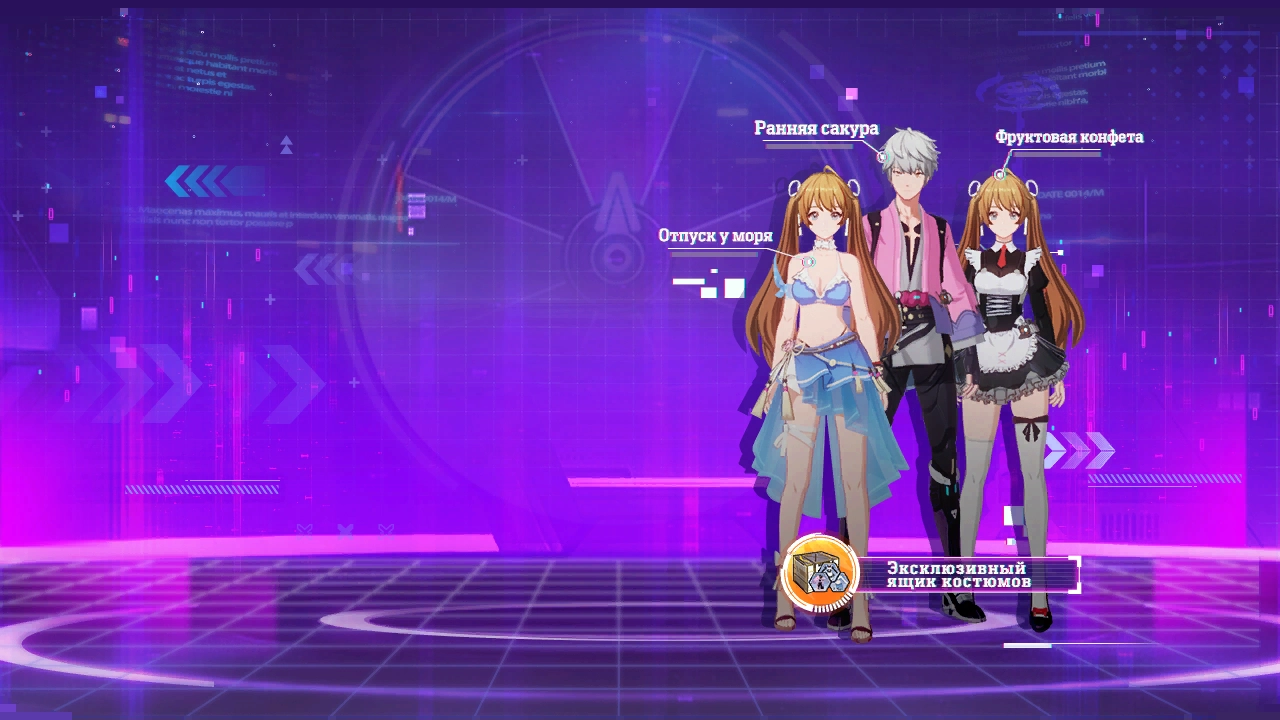 Ранняя сакура
Фруктовая конфета
Отпуск у моря
Эксклюзивный
ящик костюмов